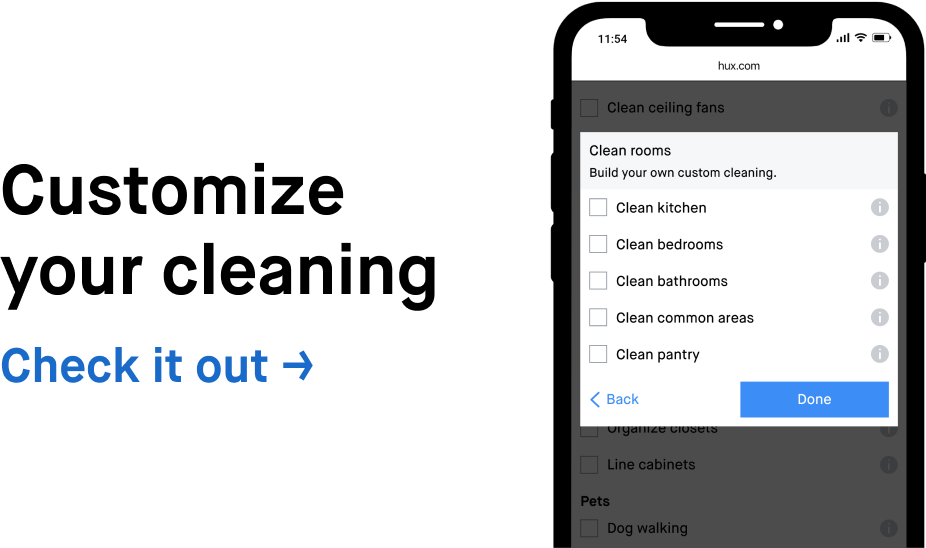 Customize
your cleaning
Check it out →
11:54
hux.com
Clean ceiling fans
Clean rooms
Build your own custom cleaning.
Clean kitchen
Clean bedrooms
Clean bathrooms
Clean common areas
Clean pantry
Back
Done
Organize closets
Line cabinets
Pets
Dog walking